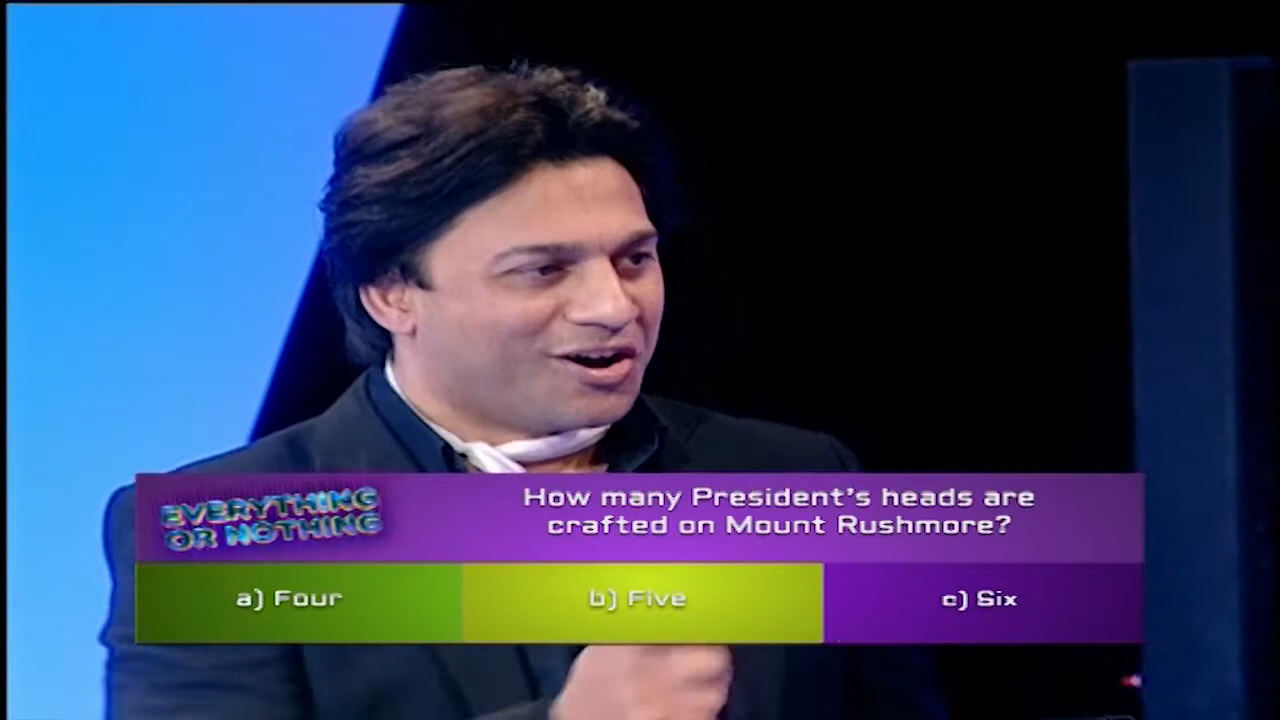 EVERYTHING
OR NOTHING
How many President's heads are
crafted on Mount Rushmore?
a) Four
b) Five
c) Six